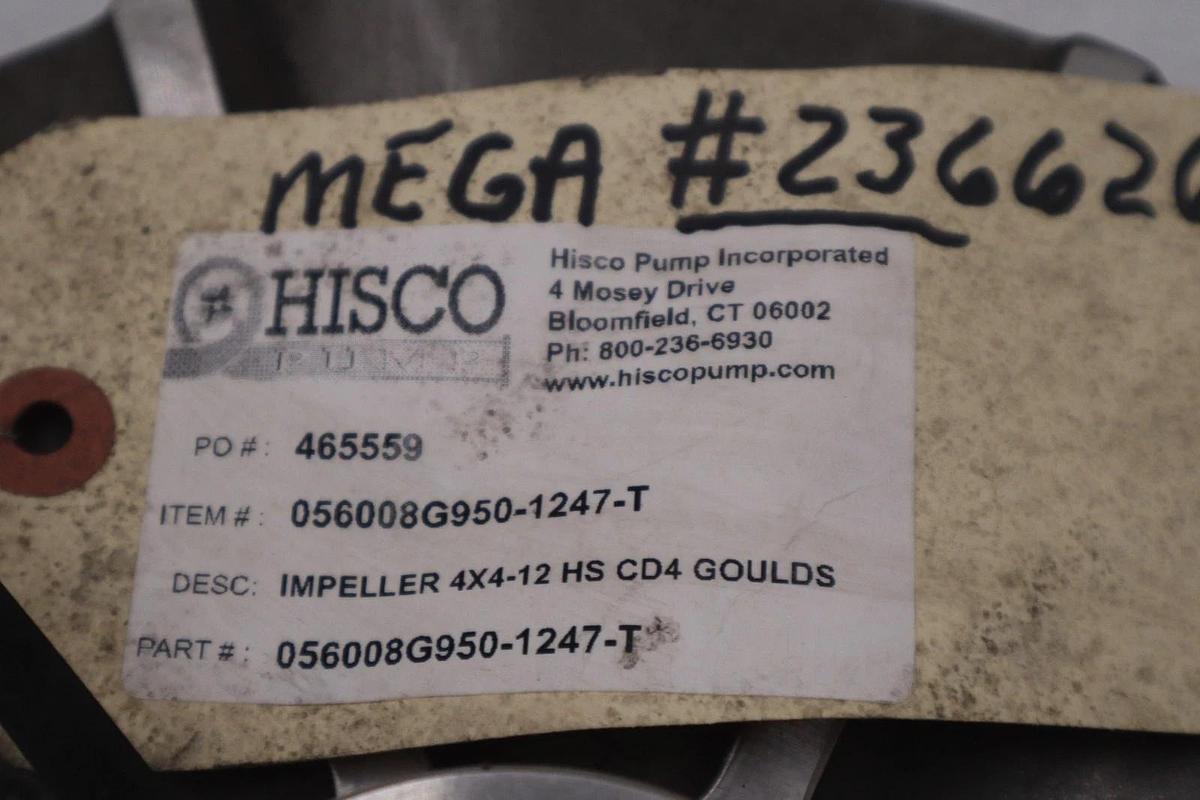 MEGA #236626
HISCO
PUMP
Hisco Pump Incorporated
4 Mosey Drive
Bloomfield, CT 06002
Ph: 800-236-6930
www.hiscopump.com
PO #: 465559
ITEM #: 056008G950-1247-T
DESC: IMPELLER 4X4-12 HS CD4 GOULDS
PART #: 056008G950-1247-T